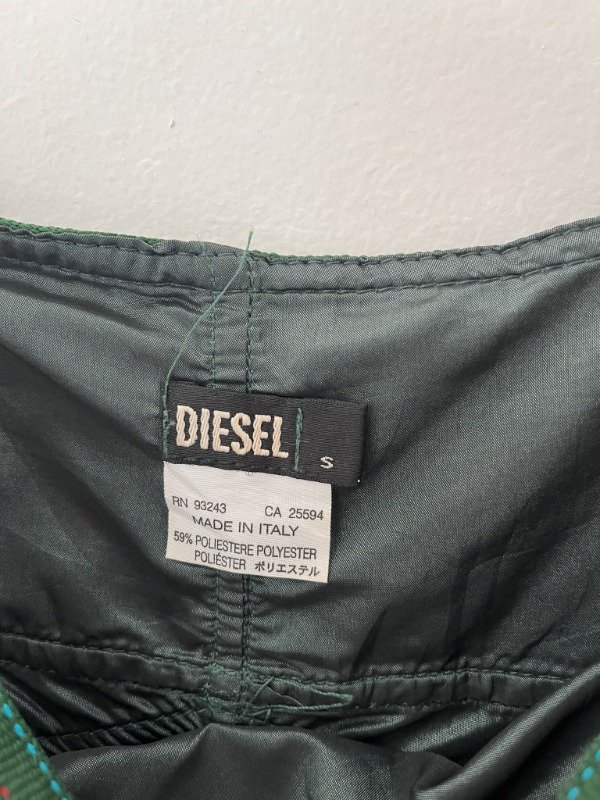 DIESEL
S
RN 93243 CA 25594
MADE IN ITALY
59% POLIESTERE POLYESTER
POLIÉSTER ポリエステル